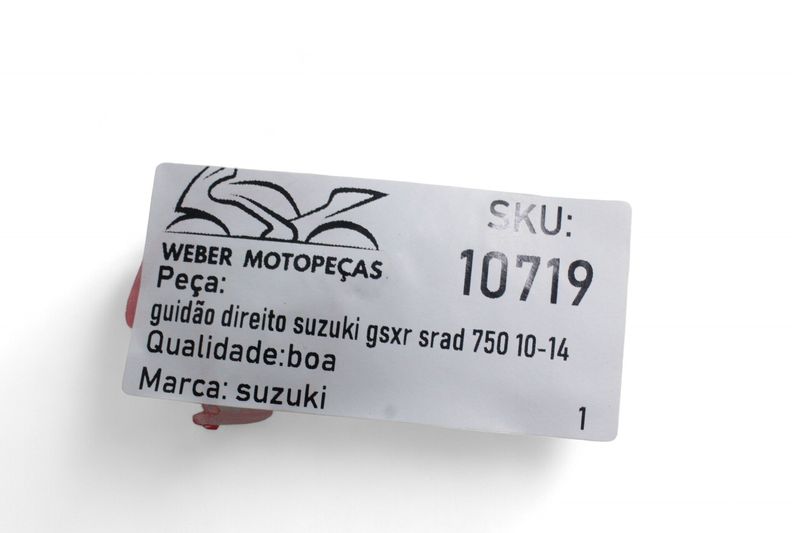 WEBER MOTOPEÇAS
SKU:
10719
Peça:
guidão direito suzuki gsxr srad 750 10-14
Qualidade:boa
Marca: suzuki
1